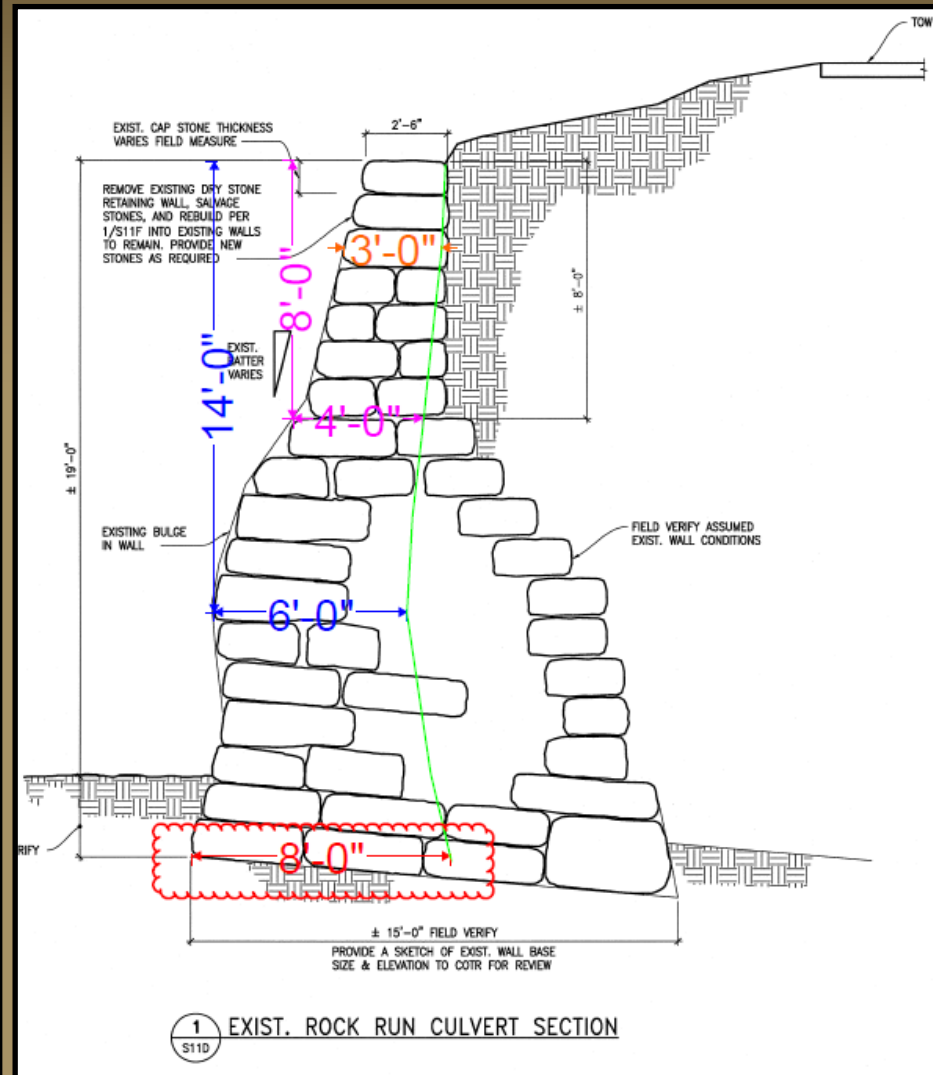 TOW
2'-6"
EXIST. CAP STONE THICKNESS
VARIES FIELD MEASURE
REMOVE EXISTING DRY STONE
RETAINING WALL, SALVAGE
STONES, AND REBUILD PER
1/S11F INTO EXISTING WALLS
TO REMAIN. PROVIDE NEW
STONES AS REQUIRED
3'-0"
8'-0"
± 8'-0"
14'-0"
EXIST.
BATTER
VARIES
4'-0"
± 19'-0"
EXISTING BULGE
IN WALL
FIELD VERIFY ASSUMED
EXIST. WALL CONDITIONS
6'-0"
RIFY
8'-0"
± 15'-0" FIELD VERIFY
PROVIDE A SKETCH OF EXIST. WALL BASE
SIZE & ELEVATION TO COTR FOR REVIEW
1
S11D
EXIST. ROCK RUN CULVERT SECTION